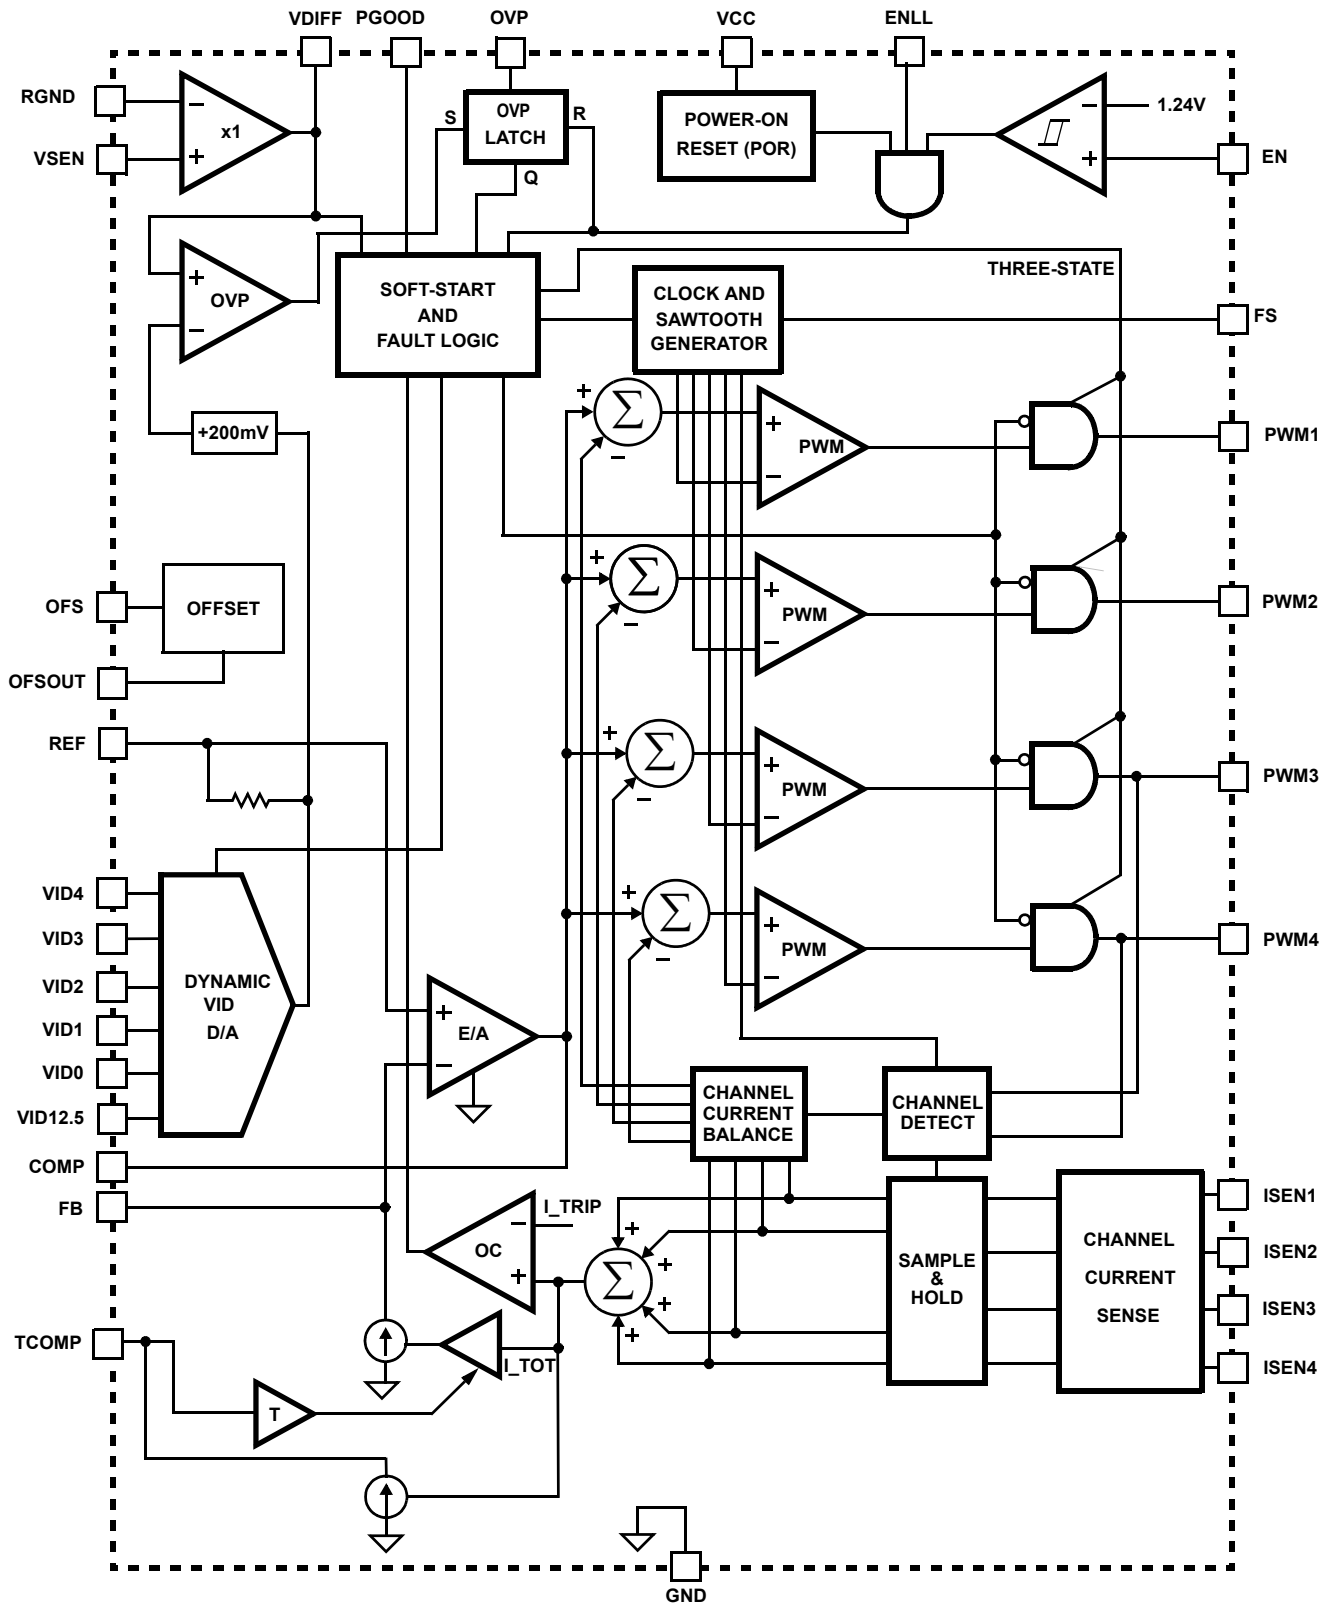 VDIFF PGOOD OVP VCC ENLL
RGND
−
x1
+
VSEN
S
OVP
LATCH
R
Q
POWER-ON
RESET (POR)
−
1.24V
+
EN
+
OVP
−
SOFT-START
AND
FAULT LOGIC
CLOCK AND
SAWTOOTH
GENERATOR
THREE-STATE
FS
+200mV
+
Σ
−
+
PWM
−
PWM1
OFS
OFFSET
OFSOUT
+
Σ
−
+
PWM
−
PWM2
REF
+
Σ
−
+
PWM
−
PWM3
VID4
VID3
VID2
VID1
VID0
VID12.5
DYNAMIC
VID
D/A
+
Σ
−
+
PWM
−
PWM4
+
E/A
−
CHANNEL
CURRENT
BALANCE
CHANNEL
DETECT
COMP
FB
− I_TRIP
OC
+
+
+
Σ
+
+
SAMPLE
&
HOLD
CHANNEL
CURRENT
SENSE
ISEN1
ISEN2
ISEN3
ISEN4
TCOMP
I_TOT
T
GND